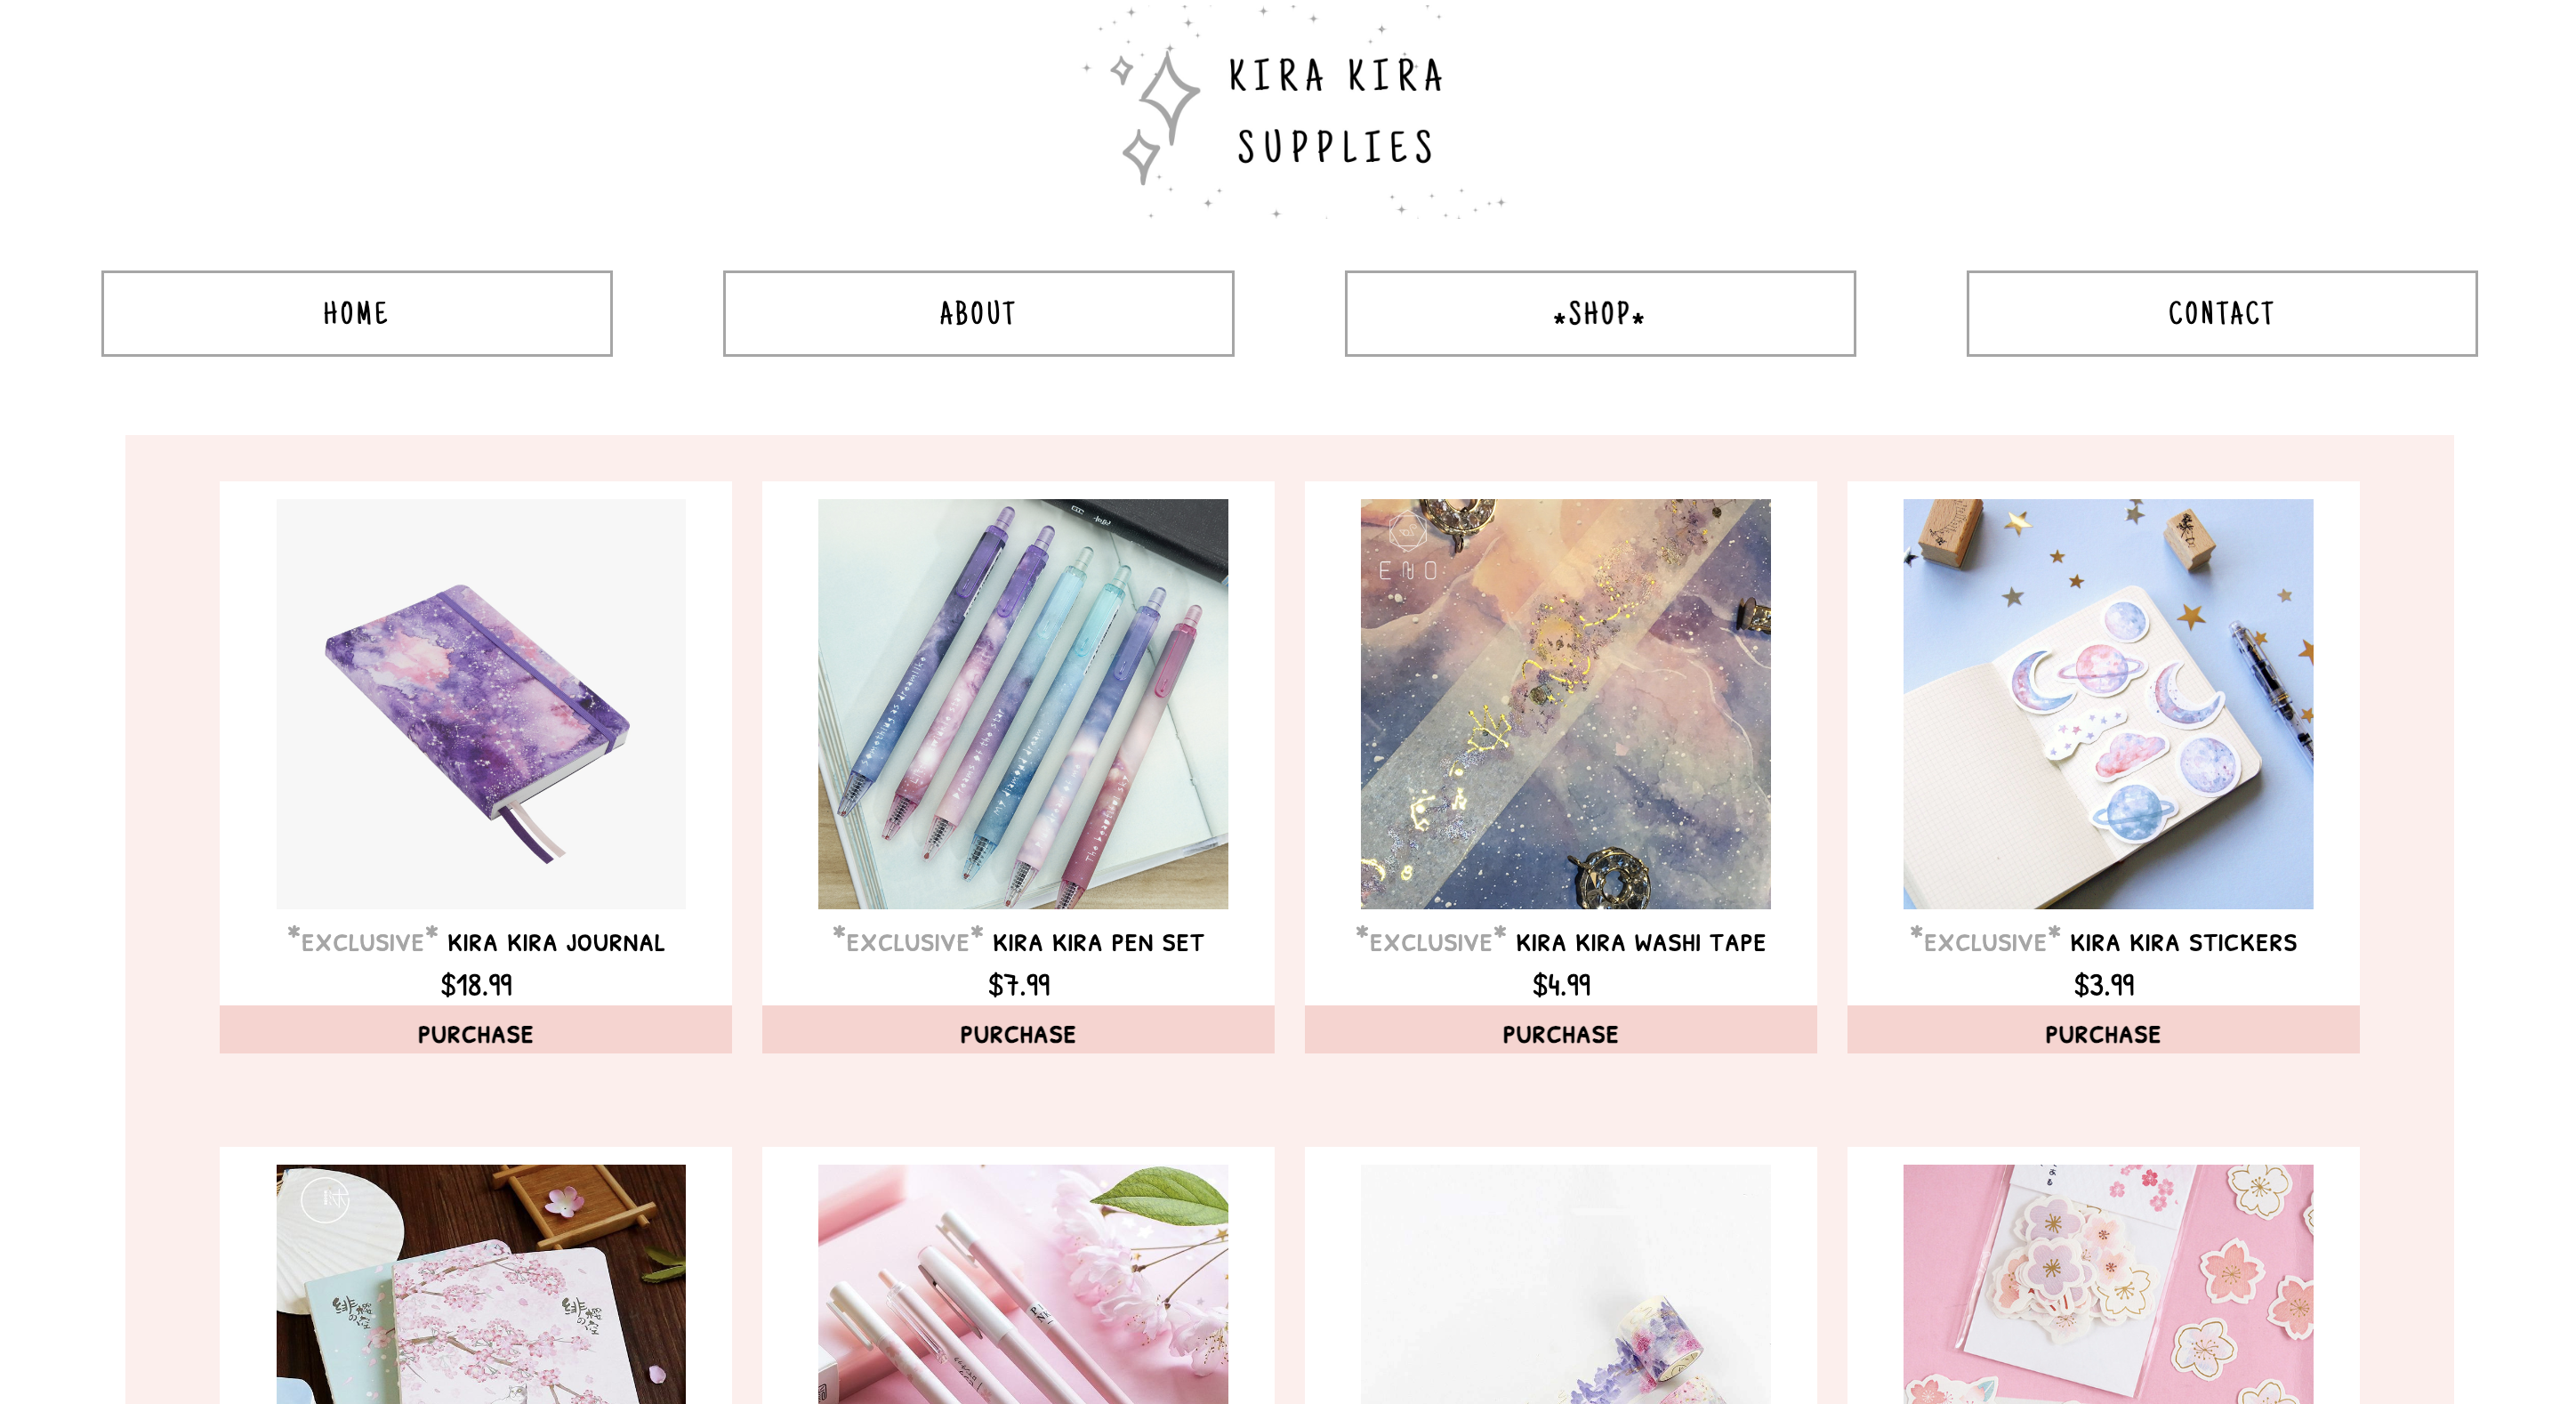 KIRA KIRA
SUPPLIES
HOME
ABOUT
*SHOP*
CONTACT
ENO
*EXCLUSIVE* KIRA KIRA JOURNAL
$18.99
PURCHASE
*EXCLUSIVE* KIRA KIRA PEN SET
$7.99
PURCHASE
*EXCLUSIVE* KIRA KIRA WASHI TAPE
$4.99
PURCHASE
*EXCLUSIVE* KIRA KIRA STICKERS
$3.99
PURCHASE